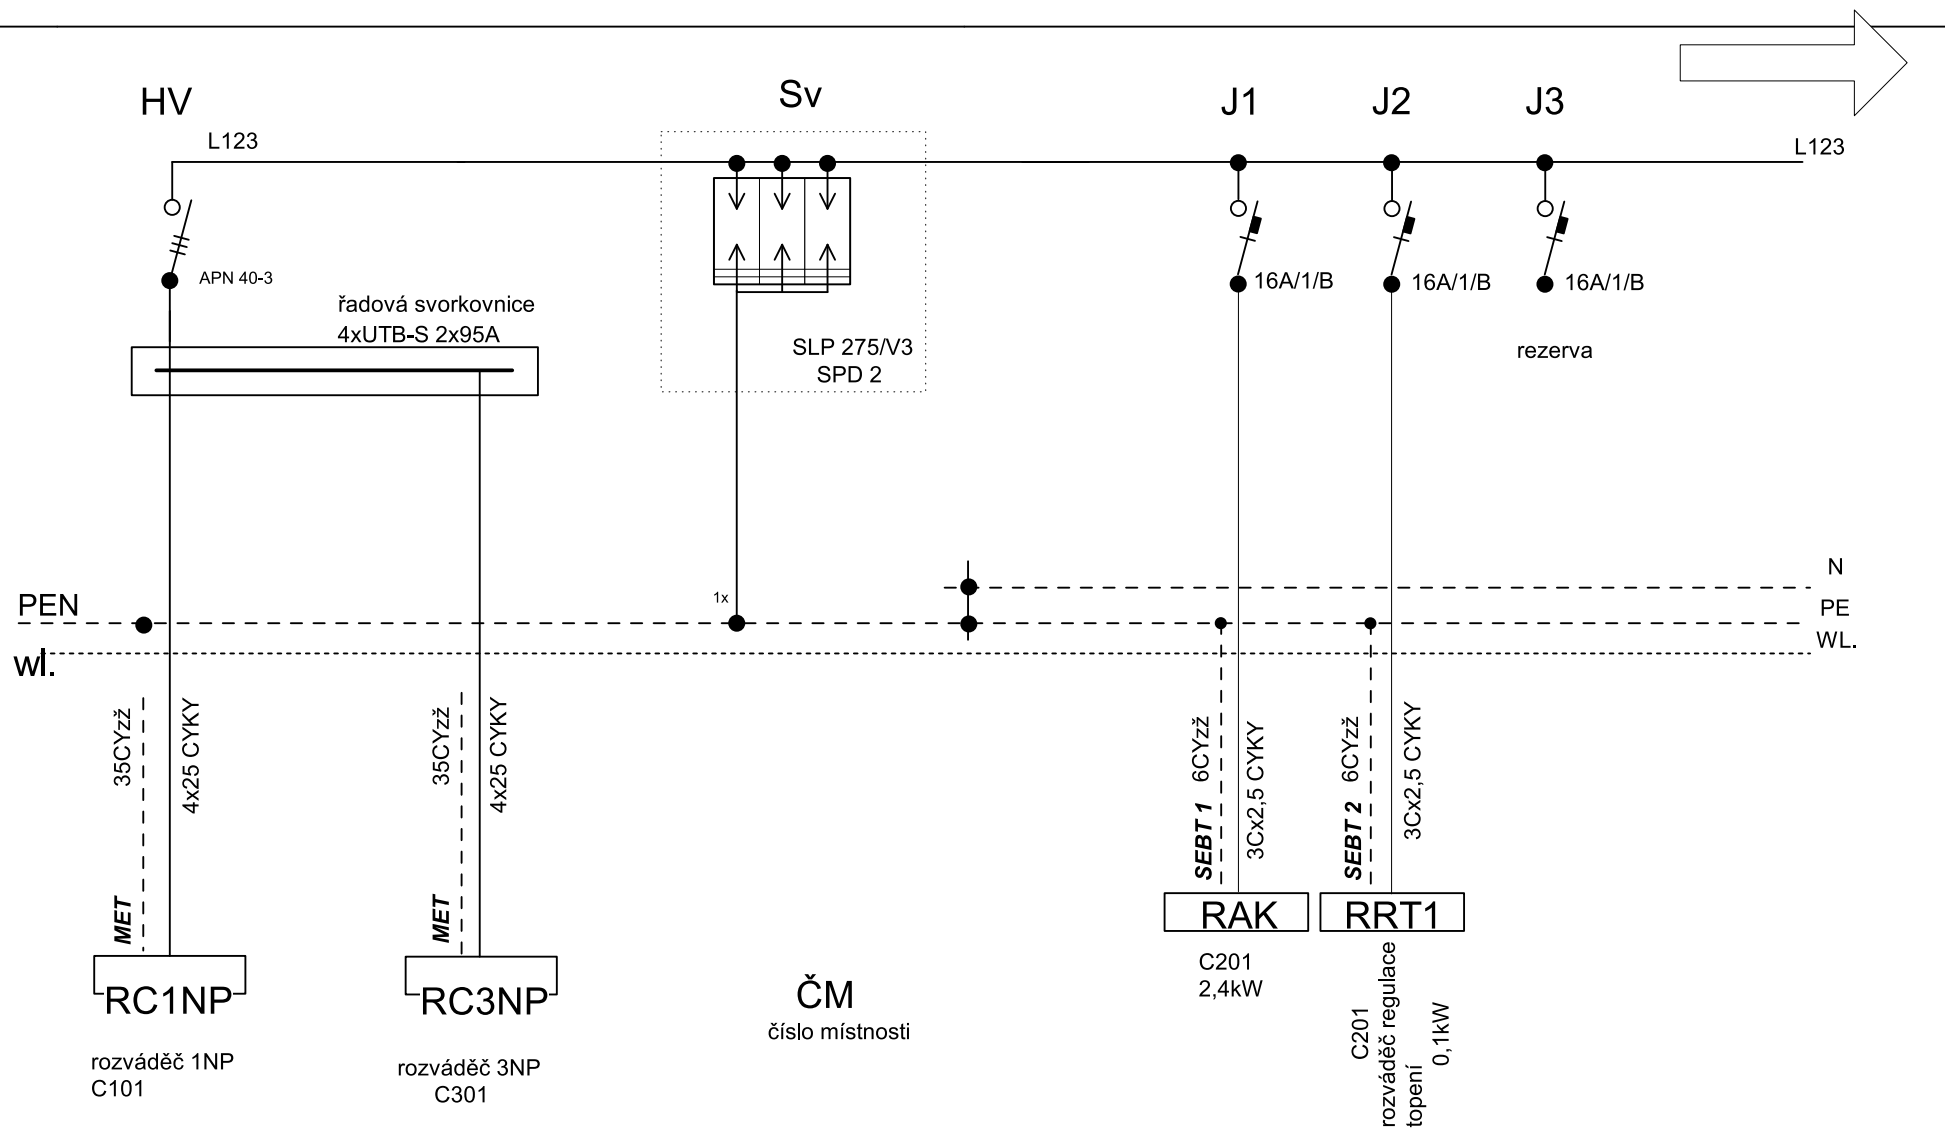 HV
Sv
J1
J2
J3
L123
L123
APN 40-3
řadová svorkovnice
4xUTB-S 2x95A
SLP 275/V3
SPD 2
16A/1/B
16A/1/B
16A/1/B
rezerva
N
PEN
1x
PE
wl.
WL.
35CYzž
4x25 CYKY
MET
35CYzž
4x25 CYKY
MET
SEBT 1 6CYzž
3Cx2,5 CYKY
SEBT 2 6CYzž
3Cx2,5 CYKY
RAK
C201
2,4kW
RRT1
C201
rozváděč regulace
topení
0,1kW
RC1NP
rozváděč 1NP
C101
RC3NP
rozváděč 3NP
C301
ČM
číslo místnosti